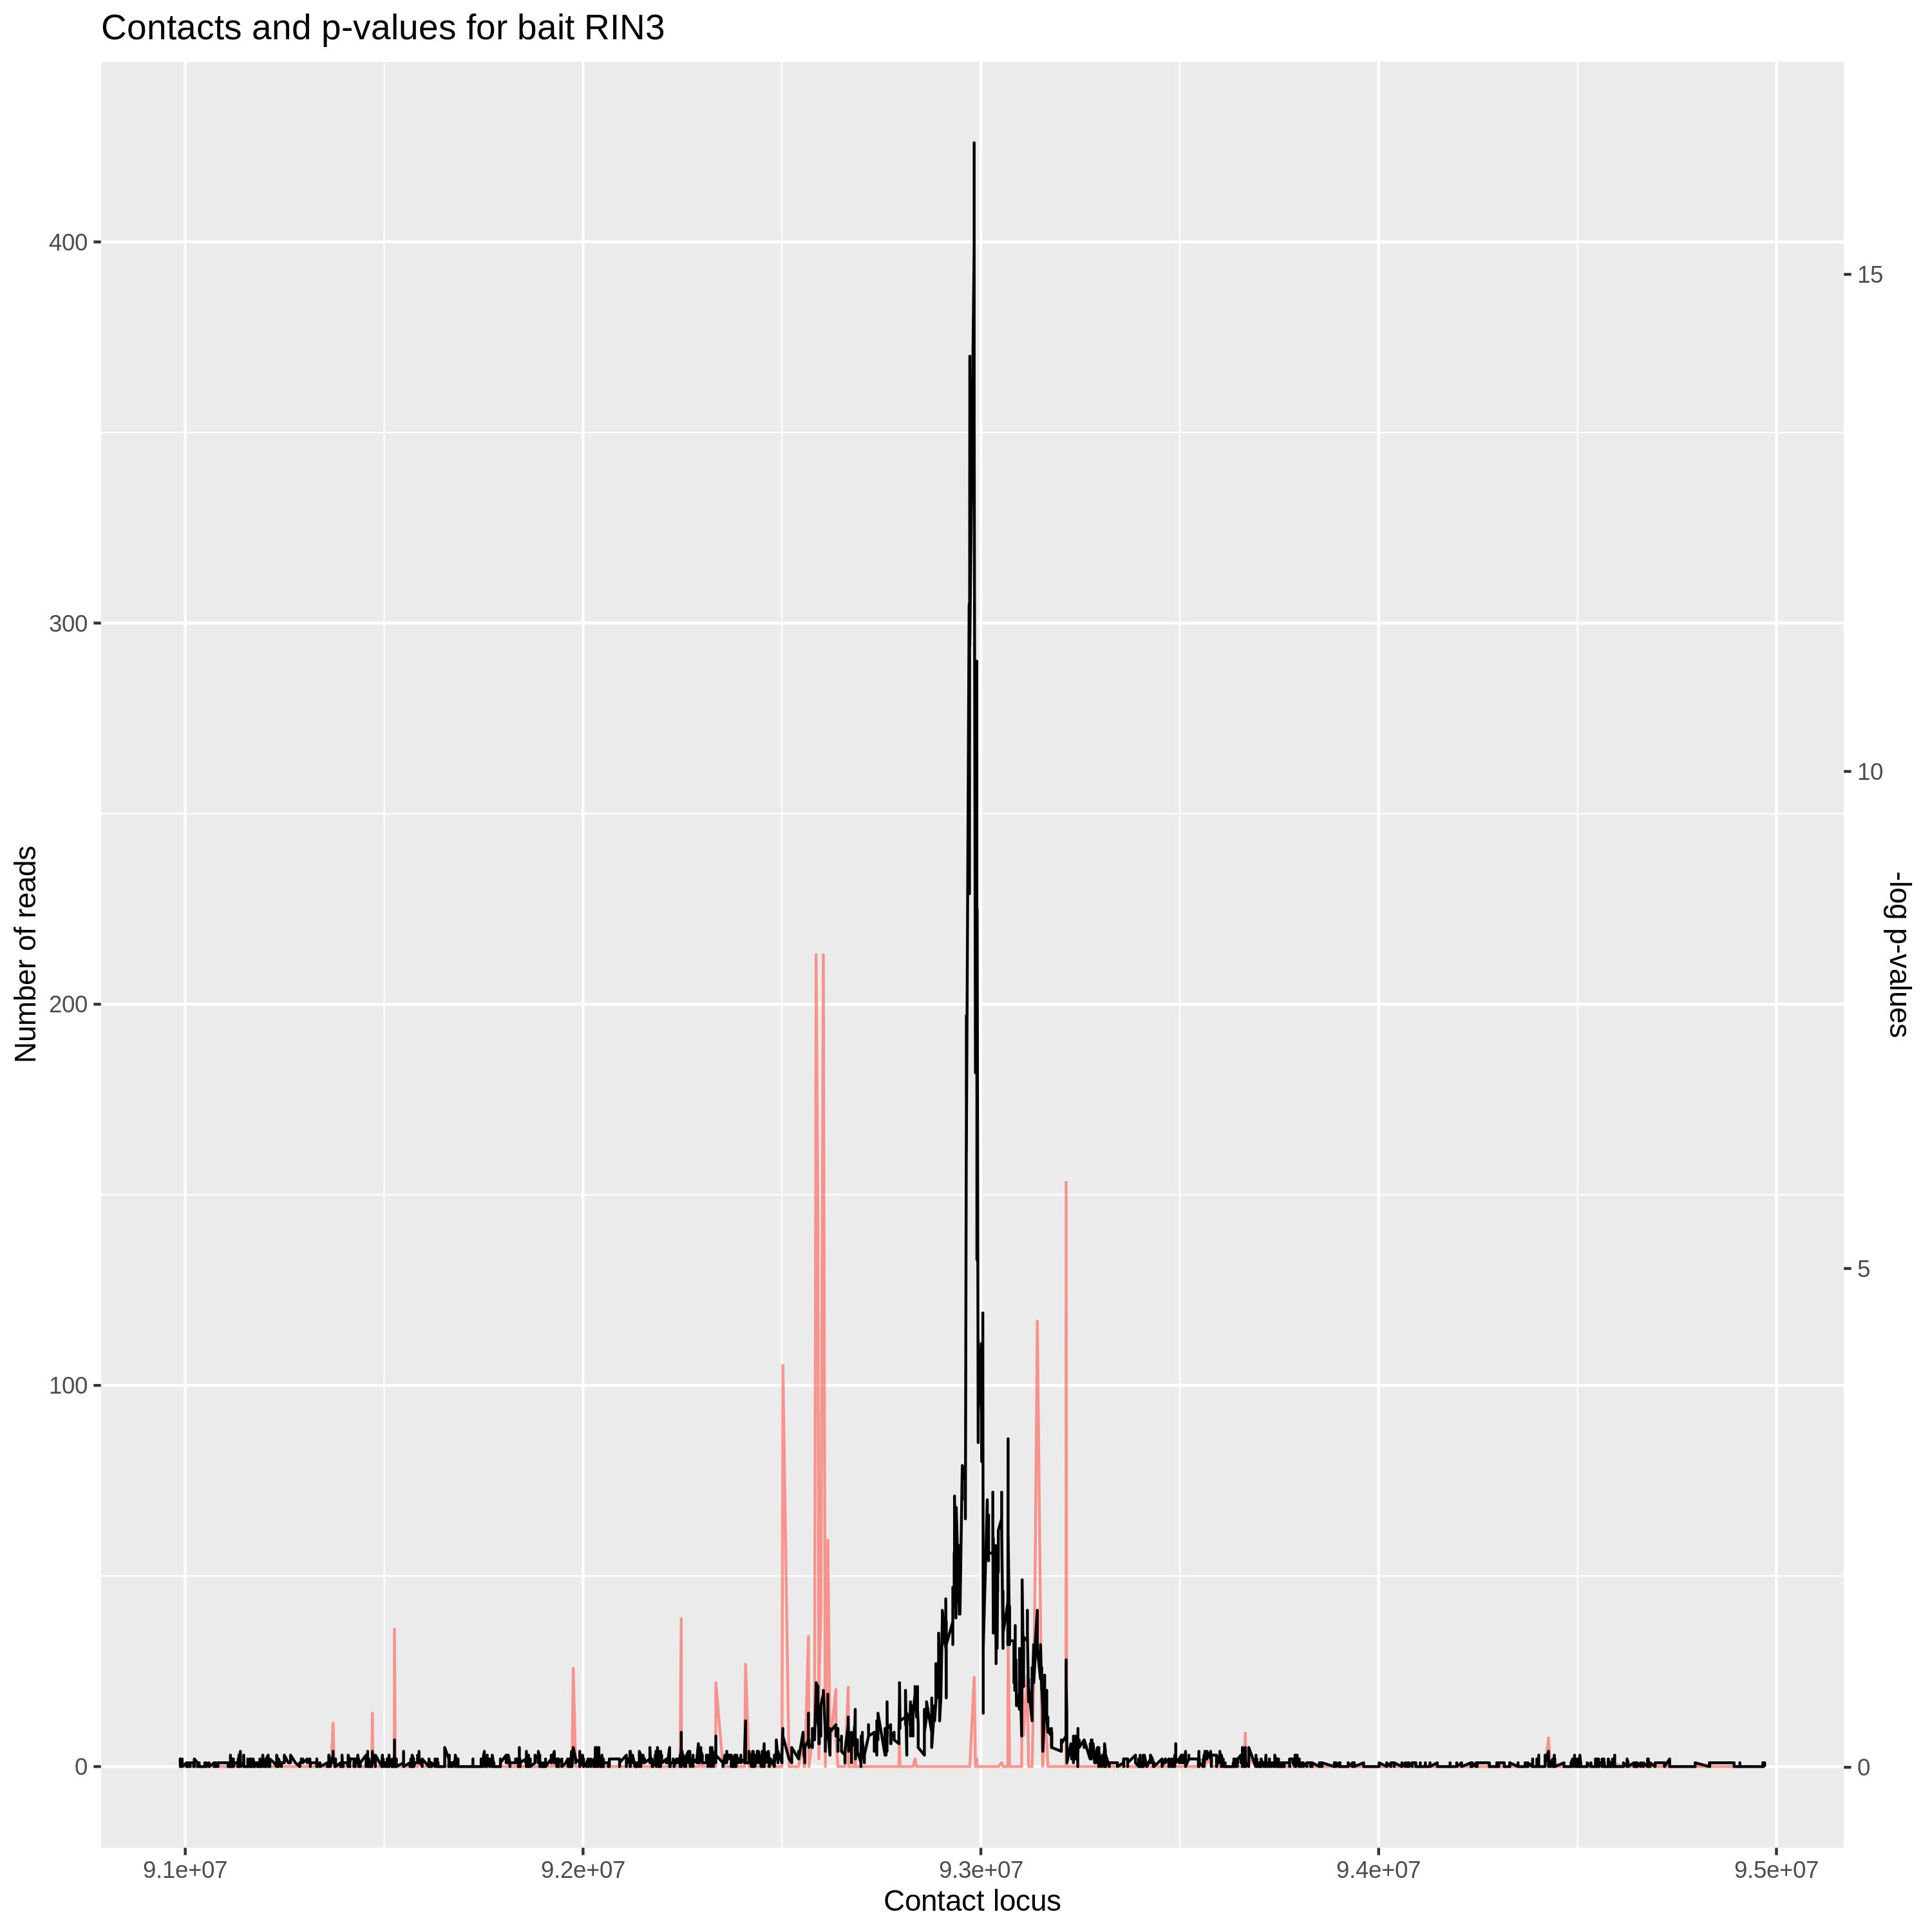 Contacts and p-values for bait RIN3
400
300
200
100
0
15
10
5
0
Number of reads
-log p-values
9.1e+07
9.2e+07
9.3e+07
9.4e+07
9.5e+07
Contact locus